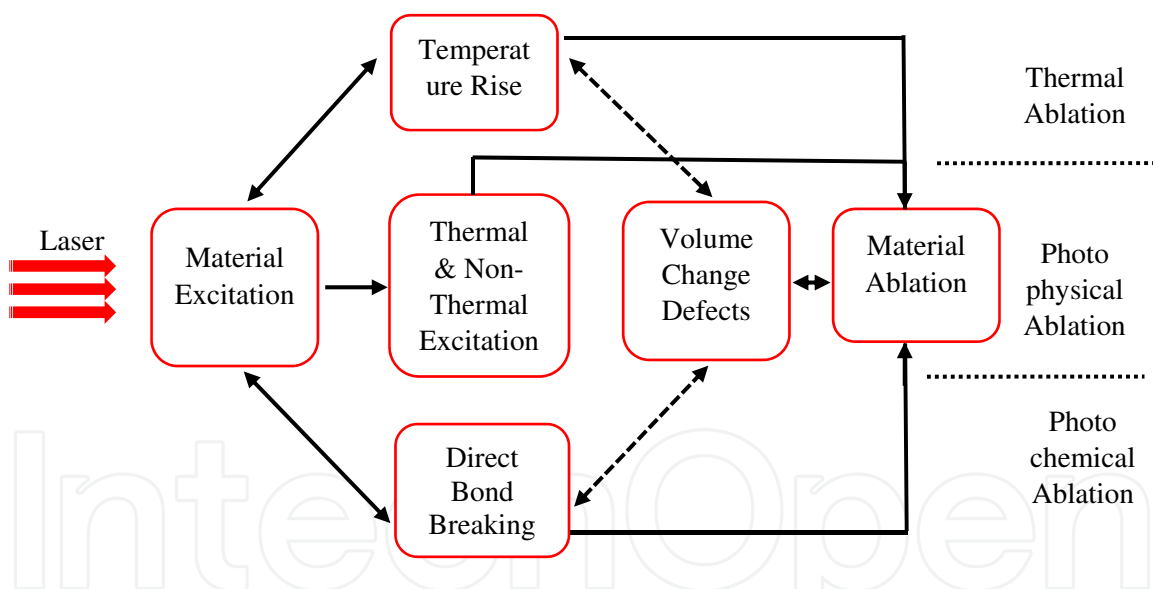 Temperat
ure Rise
Thermal
Ablation
Laser
Material
Excitation
Thermal
& Non-
Thermal
Excitation
Volume
Change
Defects
Material
Ablation
Photo
physical
Ablation
Direct
Bond
Breaking
Photo
chemical
Ablation
IntechOpen